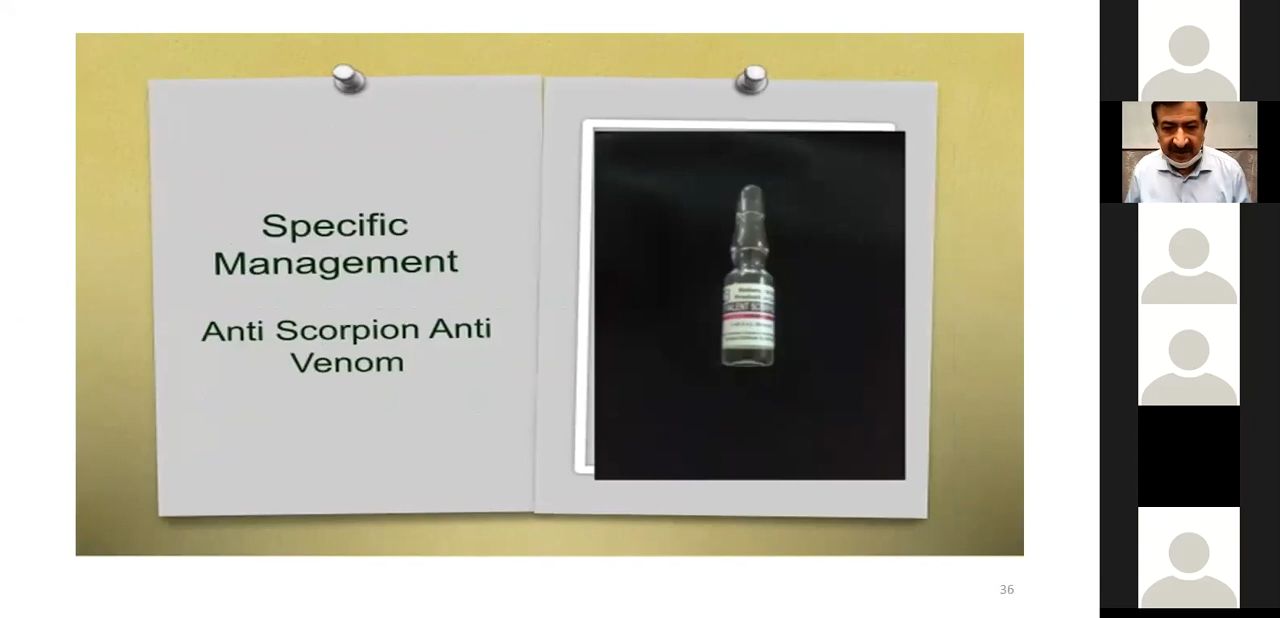 Specific
Management
Anti Scorpion Anti
Venom
36